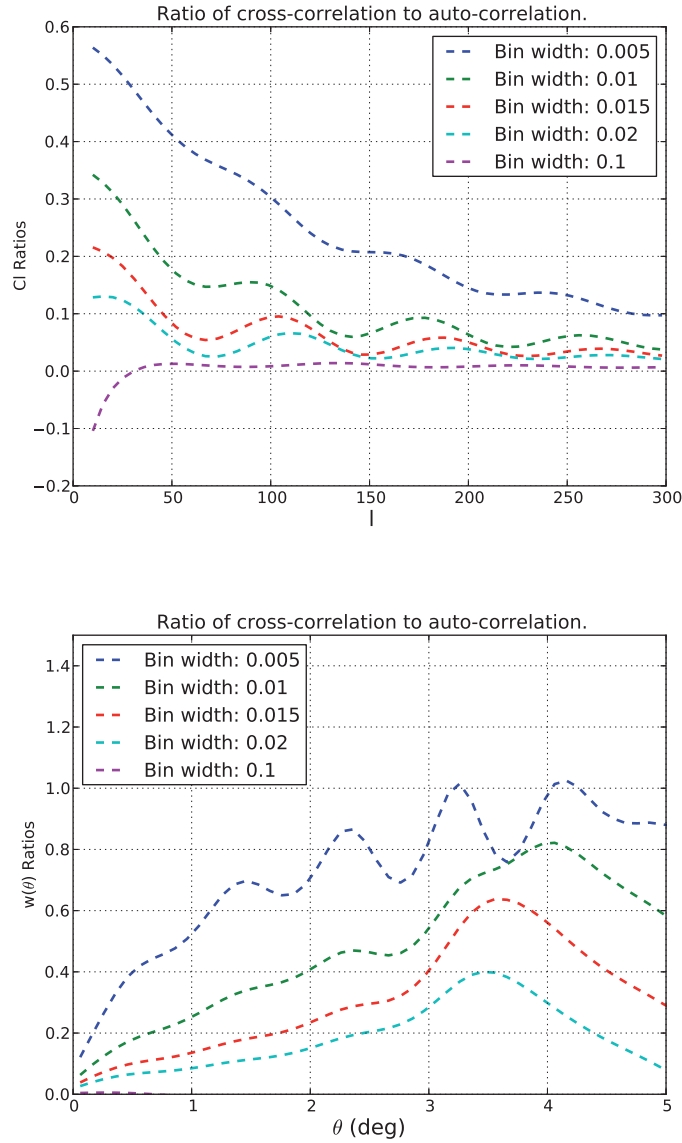 Ratio of cross-correlation to auto-correlation.
0.6
0.5
0.4
0.3
0.2
0.1
0.0
−0.1
−0.2
Cl Ratios
Bin width: 0.005
Bin width: 0.01
Bin width: 0.015
Bin width: 0.02
Bin width: 0.1
0 50 100 150 200 250 300
l
Ratio of cross-correlation to auto-correlation.
1.4
1.2
1.0
0.8
0.6
0.4
0.2
0.0
w(θ) Ratios
Bin width: 0.005
Bin width: 0.01
Bin width: 0.015
Bin width: 0.02
Bin width: 0.1
0 1 2 3 4 5
θ (deg)